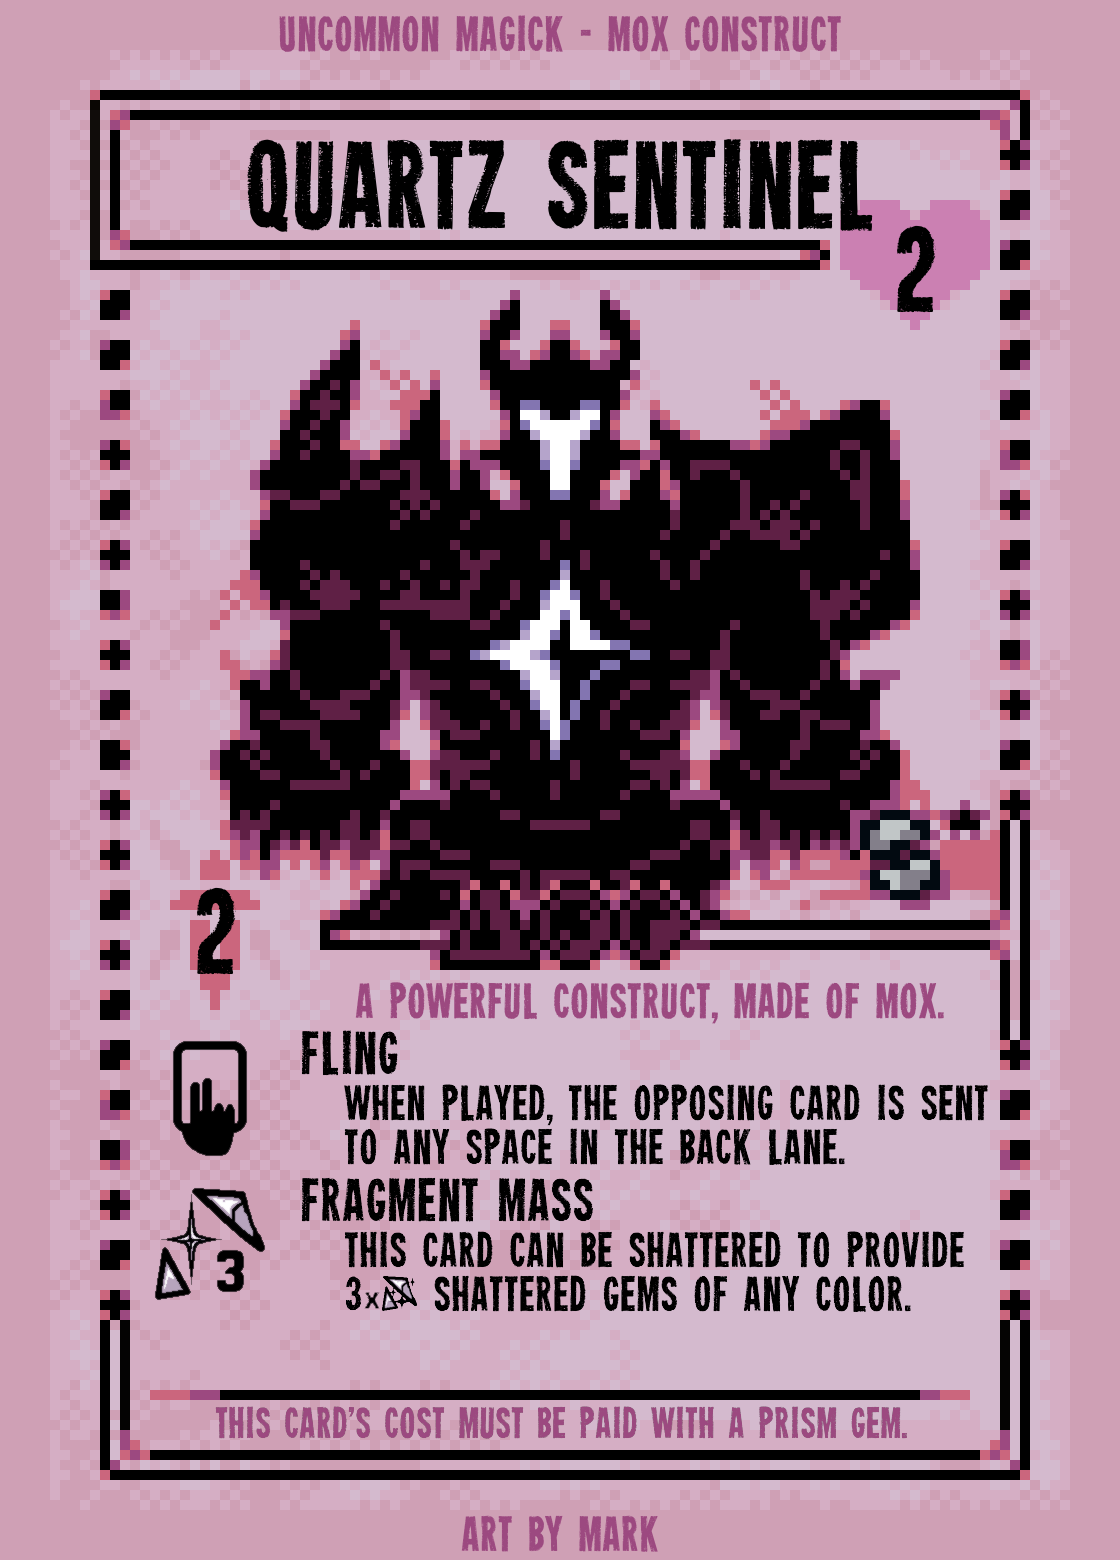 UNCOMMON MAGICK - MOX CONSTRUCT
QUARTZ SENTINEL
2
2
A POWERFUL CONSTRUCT, MADE OF MOX.
FLING
WHEN PLAYED, THE OPPOSING CARD IS SENT
TO ANY SPACE IN THE BACK LANE.
FRAGMENT MASS
3
THIS CARD CAN BE SHATTERED TO PROVIDE
3x SHATTERED GEMS OF ANY COLOR.
THIS CARD'S COST MUST BE PAID WITH A PRISM GEM.
ART BY MARK